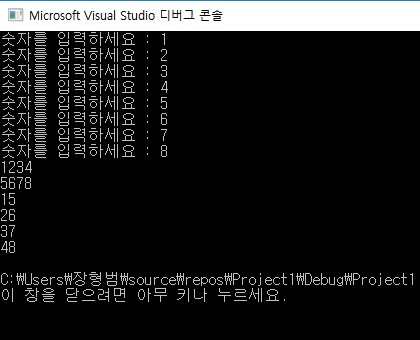 Microsoft Visual Studio 디버그 콘솔
숫자를 입력하세요 : 1
숫자를 입력하세요 : 2
숫자를 입력하세요 : 3
숫자를 입력하세요 : 4
숫자를 입력하세요 : 5
숫자를 입력하세요 : 6
숫자를 입력하세요 : 7
숫자를 입력하세요 : 8
1234
5678
15
26
37
48
C:₩Users₩장형범₩source₩repos₩Project1₩Debug₩Project1
이 창을 닫으려면 아무 키나 누르세요.